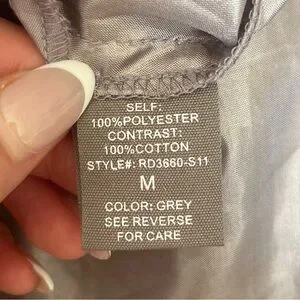 SELF:
100%POLYESTER
CONTRAST:
100%COTTON
STYLE#: RD3660-S11
M
COLOR: GREY
SEE REVERSE
FOR CARE